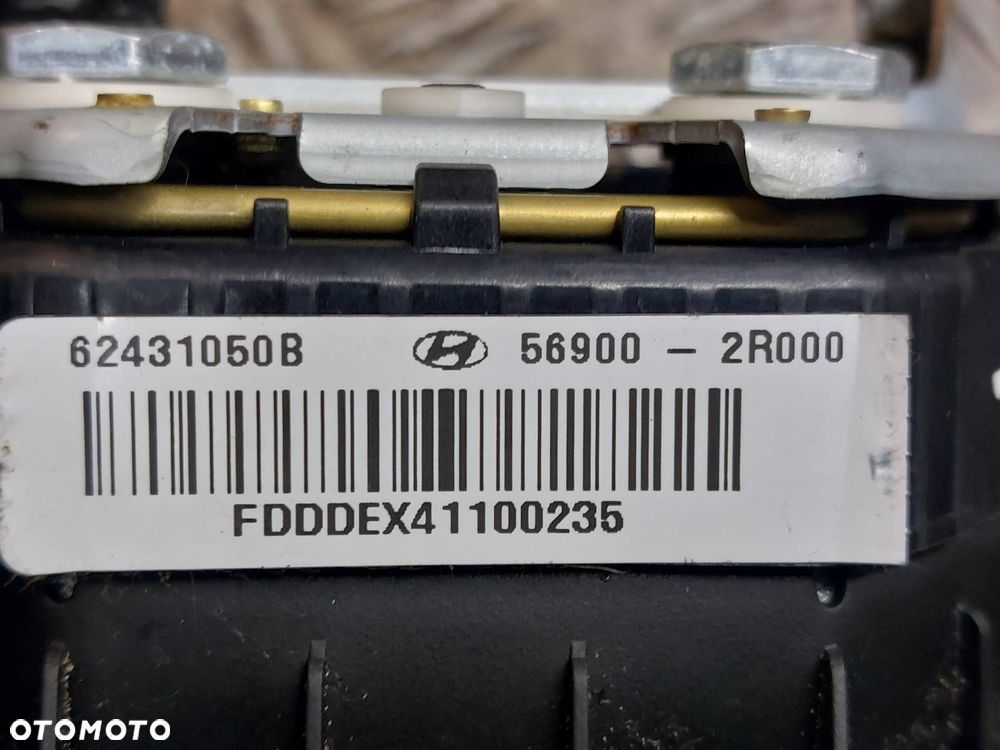 62431050B 56900 - 2R000
FDDDEX41100235
OTOMOTO